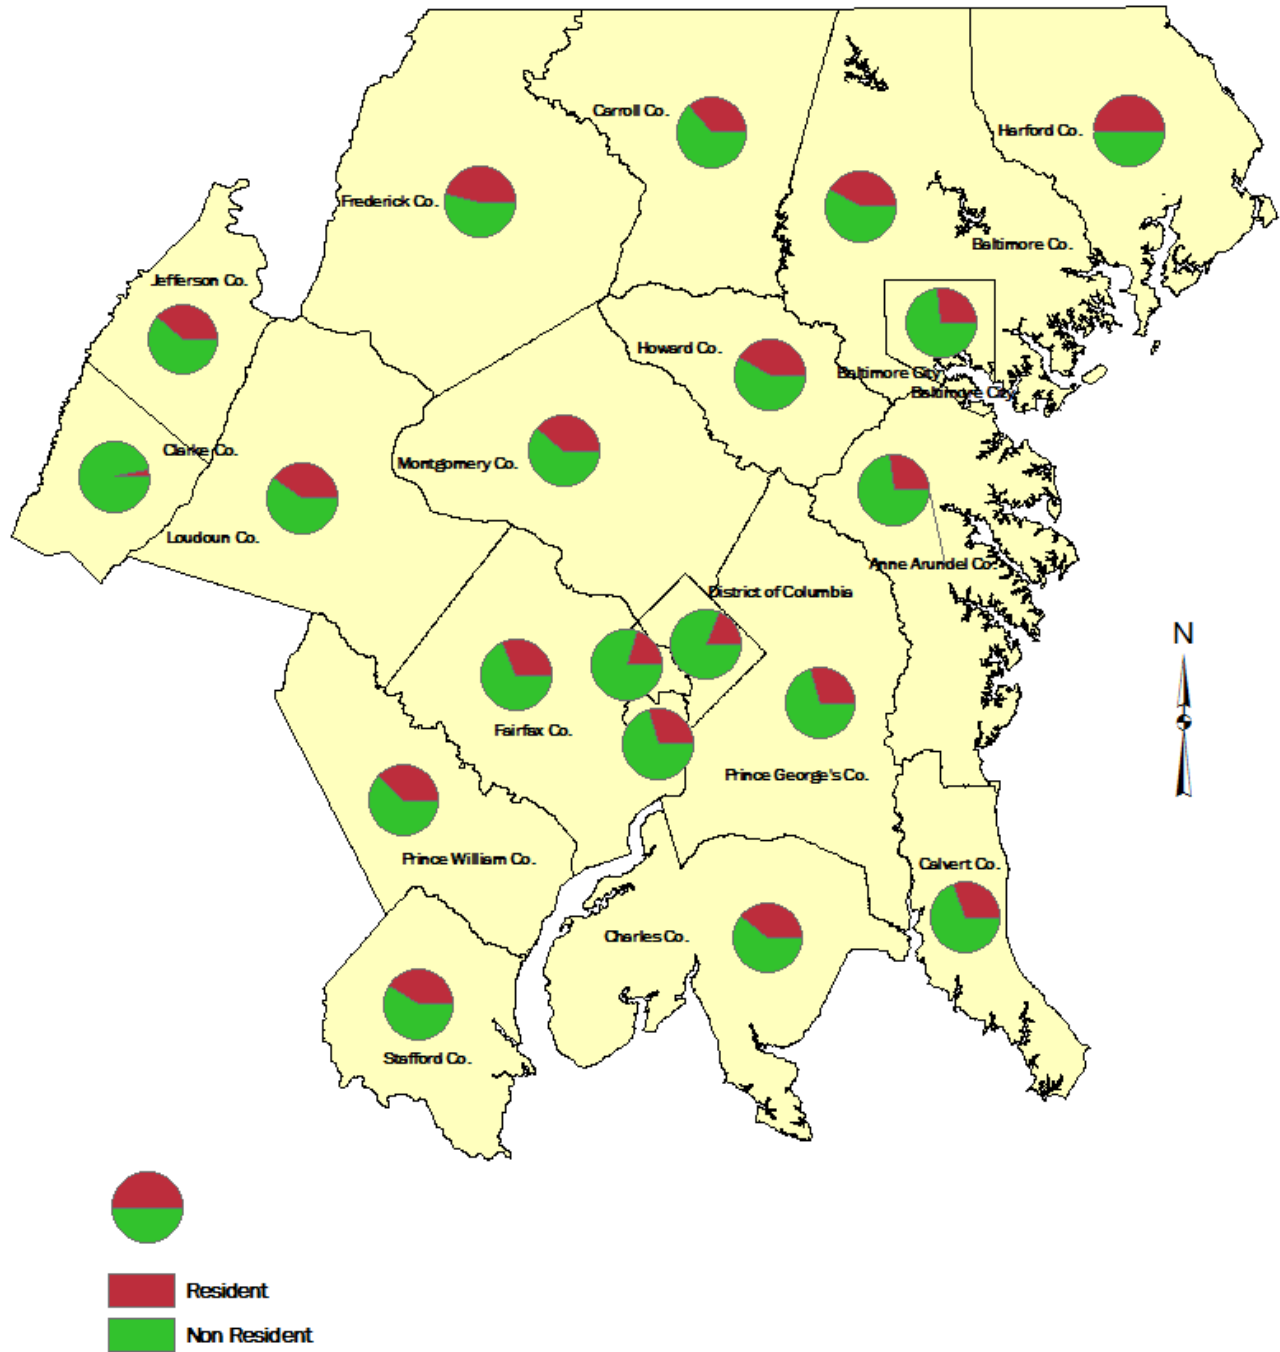 Carroll Co.
Harford Co.
Frederick Co.
Baltimore Co.
Jefferson Co.
Howard Co.
Baltimore City
Baltimore City
Clarke Co.
Montgomery Co.
Loudoun Co.
Anne Arundel Co.
District of Columbia
N
Fairfax Co.
Prince George's Co.
Prince William Co.
Calvert Co.
Charles Co.
Stafford Co.
Resident
Non Resident